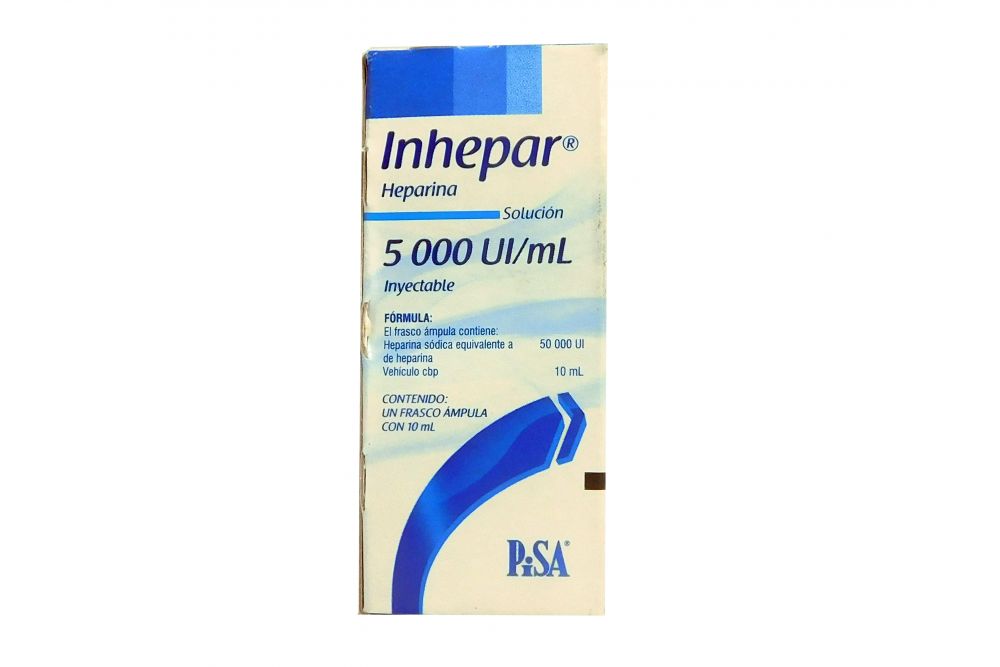 Inhepar®
Heparina
Solución
5 000 UI/mL
Inyectable
FÓRMULA:
El frasco ámpula contiene:
Heparina sódica equivalente a 50 000 UI
de heparina
Vehículo cbp 10 mL
CONTENIDO:
UN FRASCO ÁMPULA
CON 10 mL
PiSA®